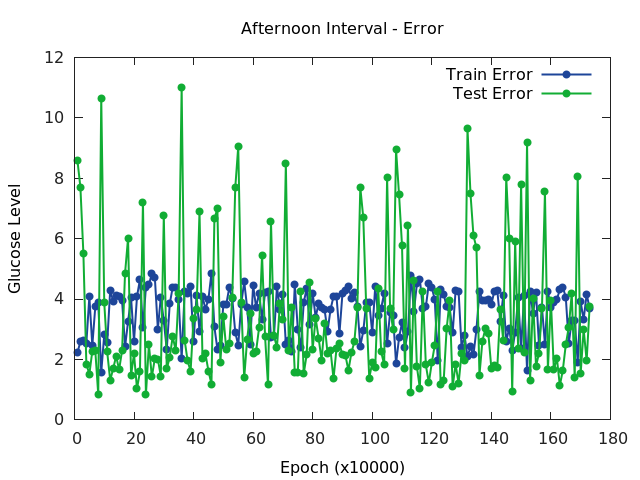 Afternoon Interval - Error
Train Error
Test Error
12
10
8
6
4
2
0
Glucose Level
0 20 40 60 80 100 120 140 160 180
Epoch (x10000)